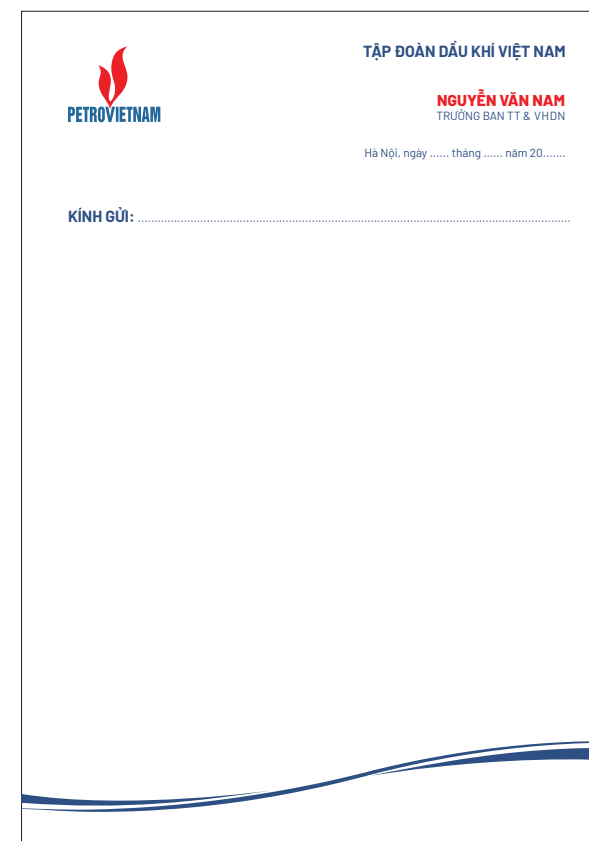 PETROVIETNAM
TẬP ĐOÀN DẦU KHÍ VIỆT NAM
NGUYỄN VĂN NAM
TRƯỞNG BAN TT & VHDN
Hà Nội, ngày ...... tháng ...... năm 20.......
KÍNH GỬI: ........................................................................................................................................